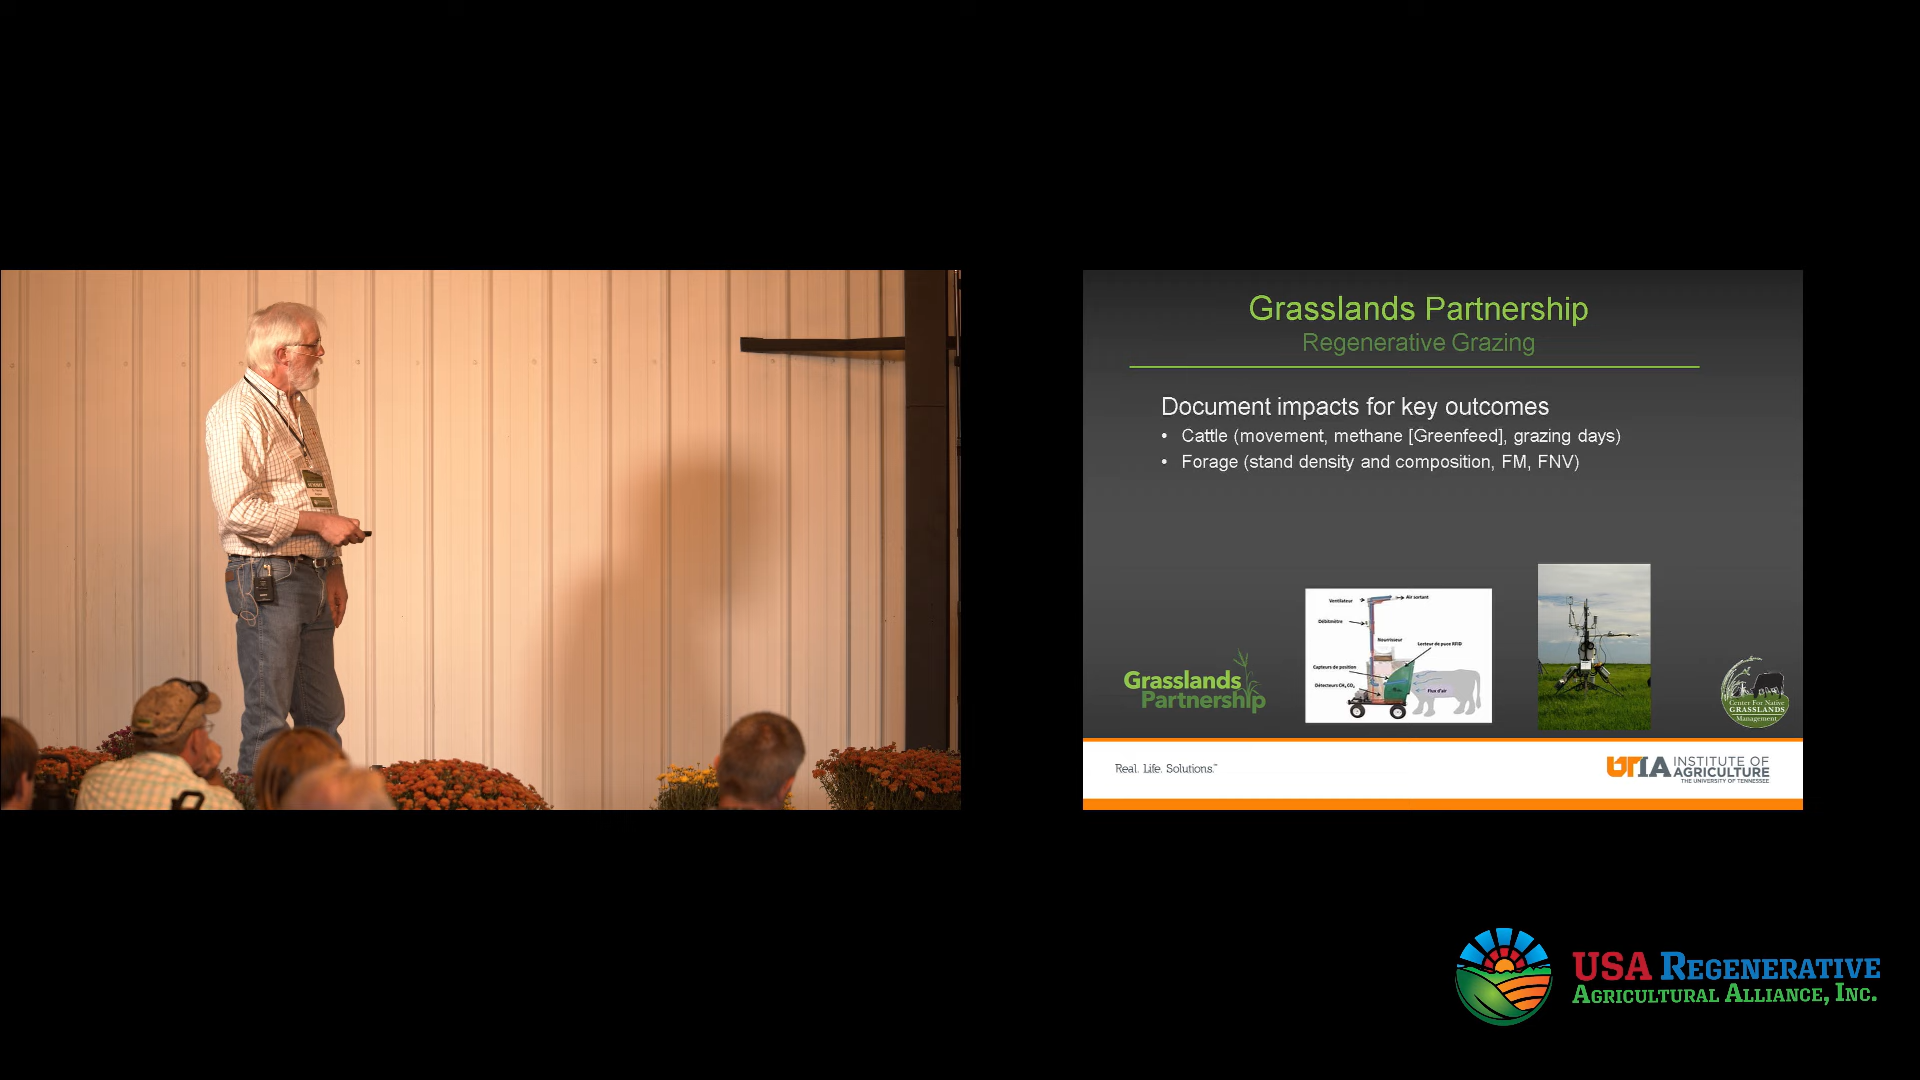 Grasslands Partnership
Regenerative Grazing
Document impacts for key outcomes
• Cattle (movement, methane [Greenfeed], grazing days)
• Forage (stand density and composition, FM, FNV)
Ventilateur
Air sortant
Débitmètre
Nourrisseur
Lecteur de puce RFID
Capteurs de position
Détecteurs CH4 CO2
Flux d'air
Grasslands
Partnership
Center For Native
GRASSLANDS
Management
Real. Life. Solutions.™
UTIA INSTITUTE OF
AGRICULTURE
THE UNIVERSITY OF TENNESSEE
USA REGENERATIVE
AGRICULTURAL ALLIANCE, INC.